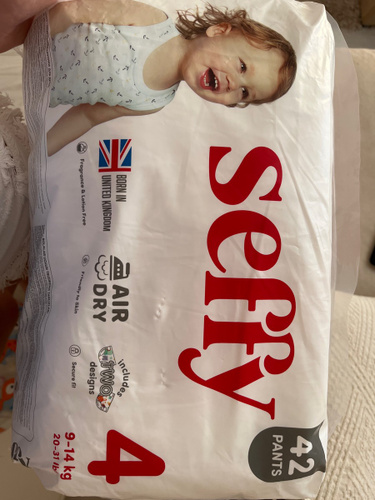 seffy
42
PANTS
BORN IN
UNITED KINGDOM
Fragrance & Lotion Free
AIR
DRY
Friendly to Skin
includes
TWO
designs
Secure fit
4
9-14 kg
20-31 lb